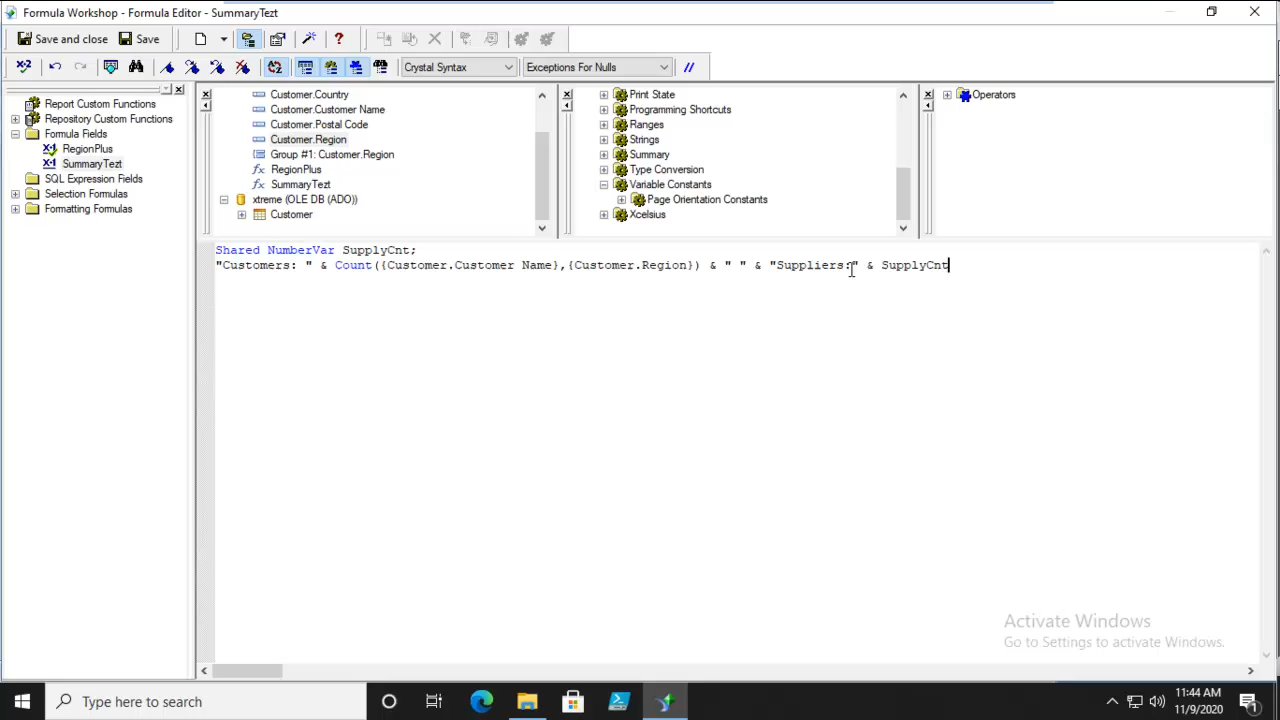 Formula Workshop - Formula Editor - SummaryTezt
Save and close
Save
Crystal Syntax
Exceptions For Nulls
//
Report Custom Functions
Repository Custom Functions
Formula Fields
RegionPlus
SummaryTezt
SQL Expression Fields
Selection Formulas
Formatting Formulas
Customer.Country
Customer.Customer Name
Customer.Postal Code
Customer.Region
Group #1: Customer.Region
RegionPlus
SummaryTezt
xtreme (OLE DB (ADO))
Customer
Print State
Programming Shortcuts
Ranges
Strings
Summary
Type Conversion
Variable Constants
Page Orientation Constants
Xcelsius
Operators
Shared NumberVar SupplyCnt;
"Customers: " & Count({Customer.Customer Name},{Customer.Region}) & " " & "Suppliers:" & SupplyCnt
Activate Windows
Go to Settings to activate Windows.
Type here to search
11:44 AM
11/9/2020
1